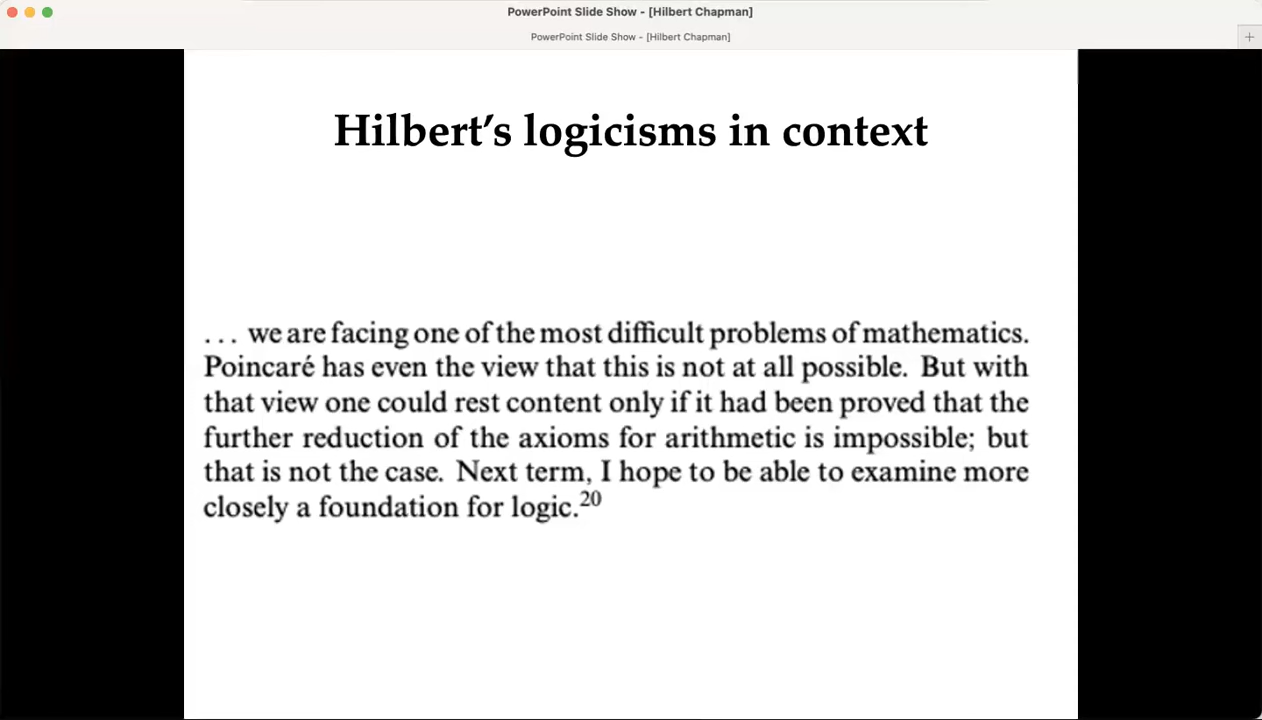 PowerPoint Slide Show - [Hilbert Chapman]
PowerPoint Slide Show - [Hilbert Chapman]
+
Hilbert’s logicisms in context
... we are facing one of the most difficult problems of mathematics.
Poincaré has even the view that this is not at all possible. But with
that view one could rest content only if it had been proved that the
further reduction of the axioms for arithmetic is impossible; but
that is not the case. Next term, I hope to be able to examine more
closely a foundation for logic.20